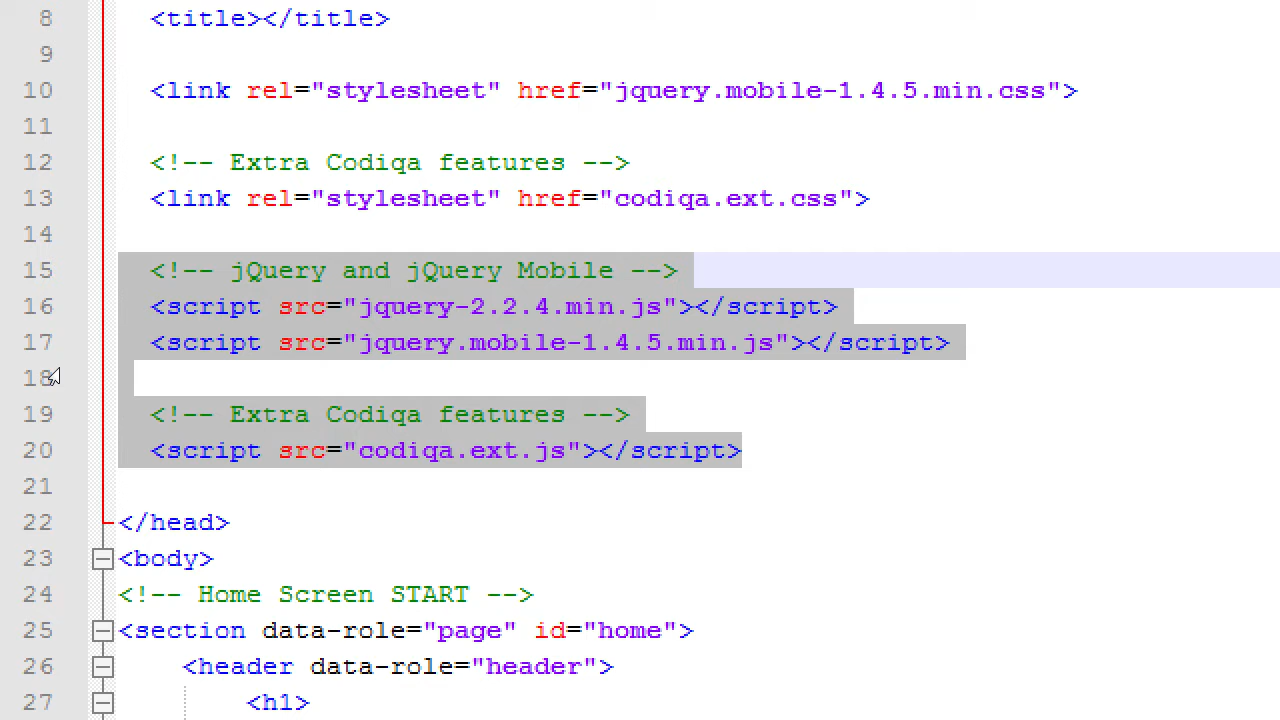 8 <title></title>
9
10 <link rel="stylesheet" href="jquery.mobile-1.4.5.min.css">
11
12 <!-- Extra Codiqa features -->
13 <link rel="stylesheet" href="codiqa.ext.css">
14
15 <!-- jQuery and jQuery Mobile -->
16 <script src="jquery-2.2.4.min.js"></script>
17 <script src="jquery.mobile-1.4.5.min.js"></script>
18
19 <!-- Extra Codiqa features -->
20 <script src="codiqa.ext.js"></script>
21
22 </head>
23 <body>
24 <!-- Home Screen START -->
25 <section data-role="page" id="home">
26 <header data-role="header">
27 <h1>